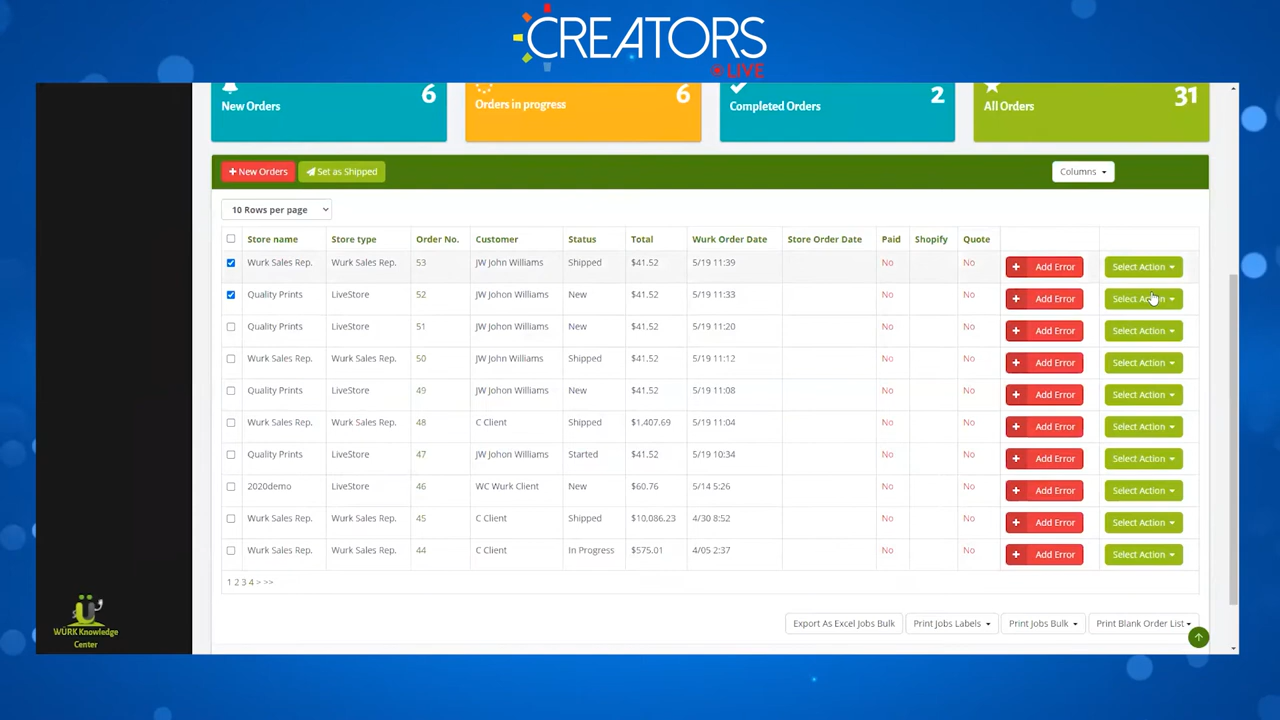 CREATORS
LIVE
New Orders 6
Orders in progress 6
Completed Orders 2
All Orders 31
+ New Orders Set as Shipped Columns
10 Rows per page
Store name Store type Order No. Customer Status Total Wurk Order Date Store Order Date Paid Shopify Quote
Wurk Sales Rep. Wurk Sales Rep. 53 JW John Williams Shipped $41.52 5/19 11:39 No No + Add Error Select Action
Quality Prints LiveStore 52 JW Johon Williams New $41.52 5/19 11:33 No No + Add Error Select Action
Quality Prints LiveStore 51 JW Johon Williams New $41.52 5/19 11:20 No No + Add Error Select Action
Wurk Sales Rep. Wurk Sales Rep. 50 JW John Williams Shipped $41.52 5/19 11:12 No No + Add Error Select Action
Quality Prints LiveStore 49 JW Johon Williams New $41.52 5/19 11:08 No No + Add Error Select Action
Wurk Sales Rep. Wurk Sales Rep. 48 C Client Shipped $1,407.69 5/19 11:04 No No + Add Error Select Action
Quality Prints LiveStore 47 JW Johon Williams Started $41.52 5/19 10:34 No No + Add Error Select Action
2020demo LiveStore 46 WC Wurk Client New $60.76 5/14 5:26 No No + Add Error Select Action
Wurk Sales Rep. Wurk Sales Rep. 45 C Client Shipped $10,086.23 4/30 8:52 No No + Add Error Select Action
Wurk Sales Rep. Wurk Sales Rep. 44 C Client In Progress $575.01 4/05 2:37 No No + Add Error Select Action
1 2 3 4 > >>
Export As Excel Jobs Bulk Print Jobs Labels Print Jobs Bulk Print Blank Order List
WÜRK Knowledge
Center